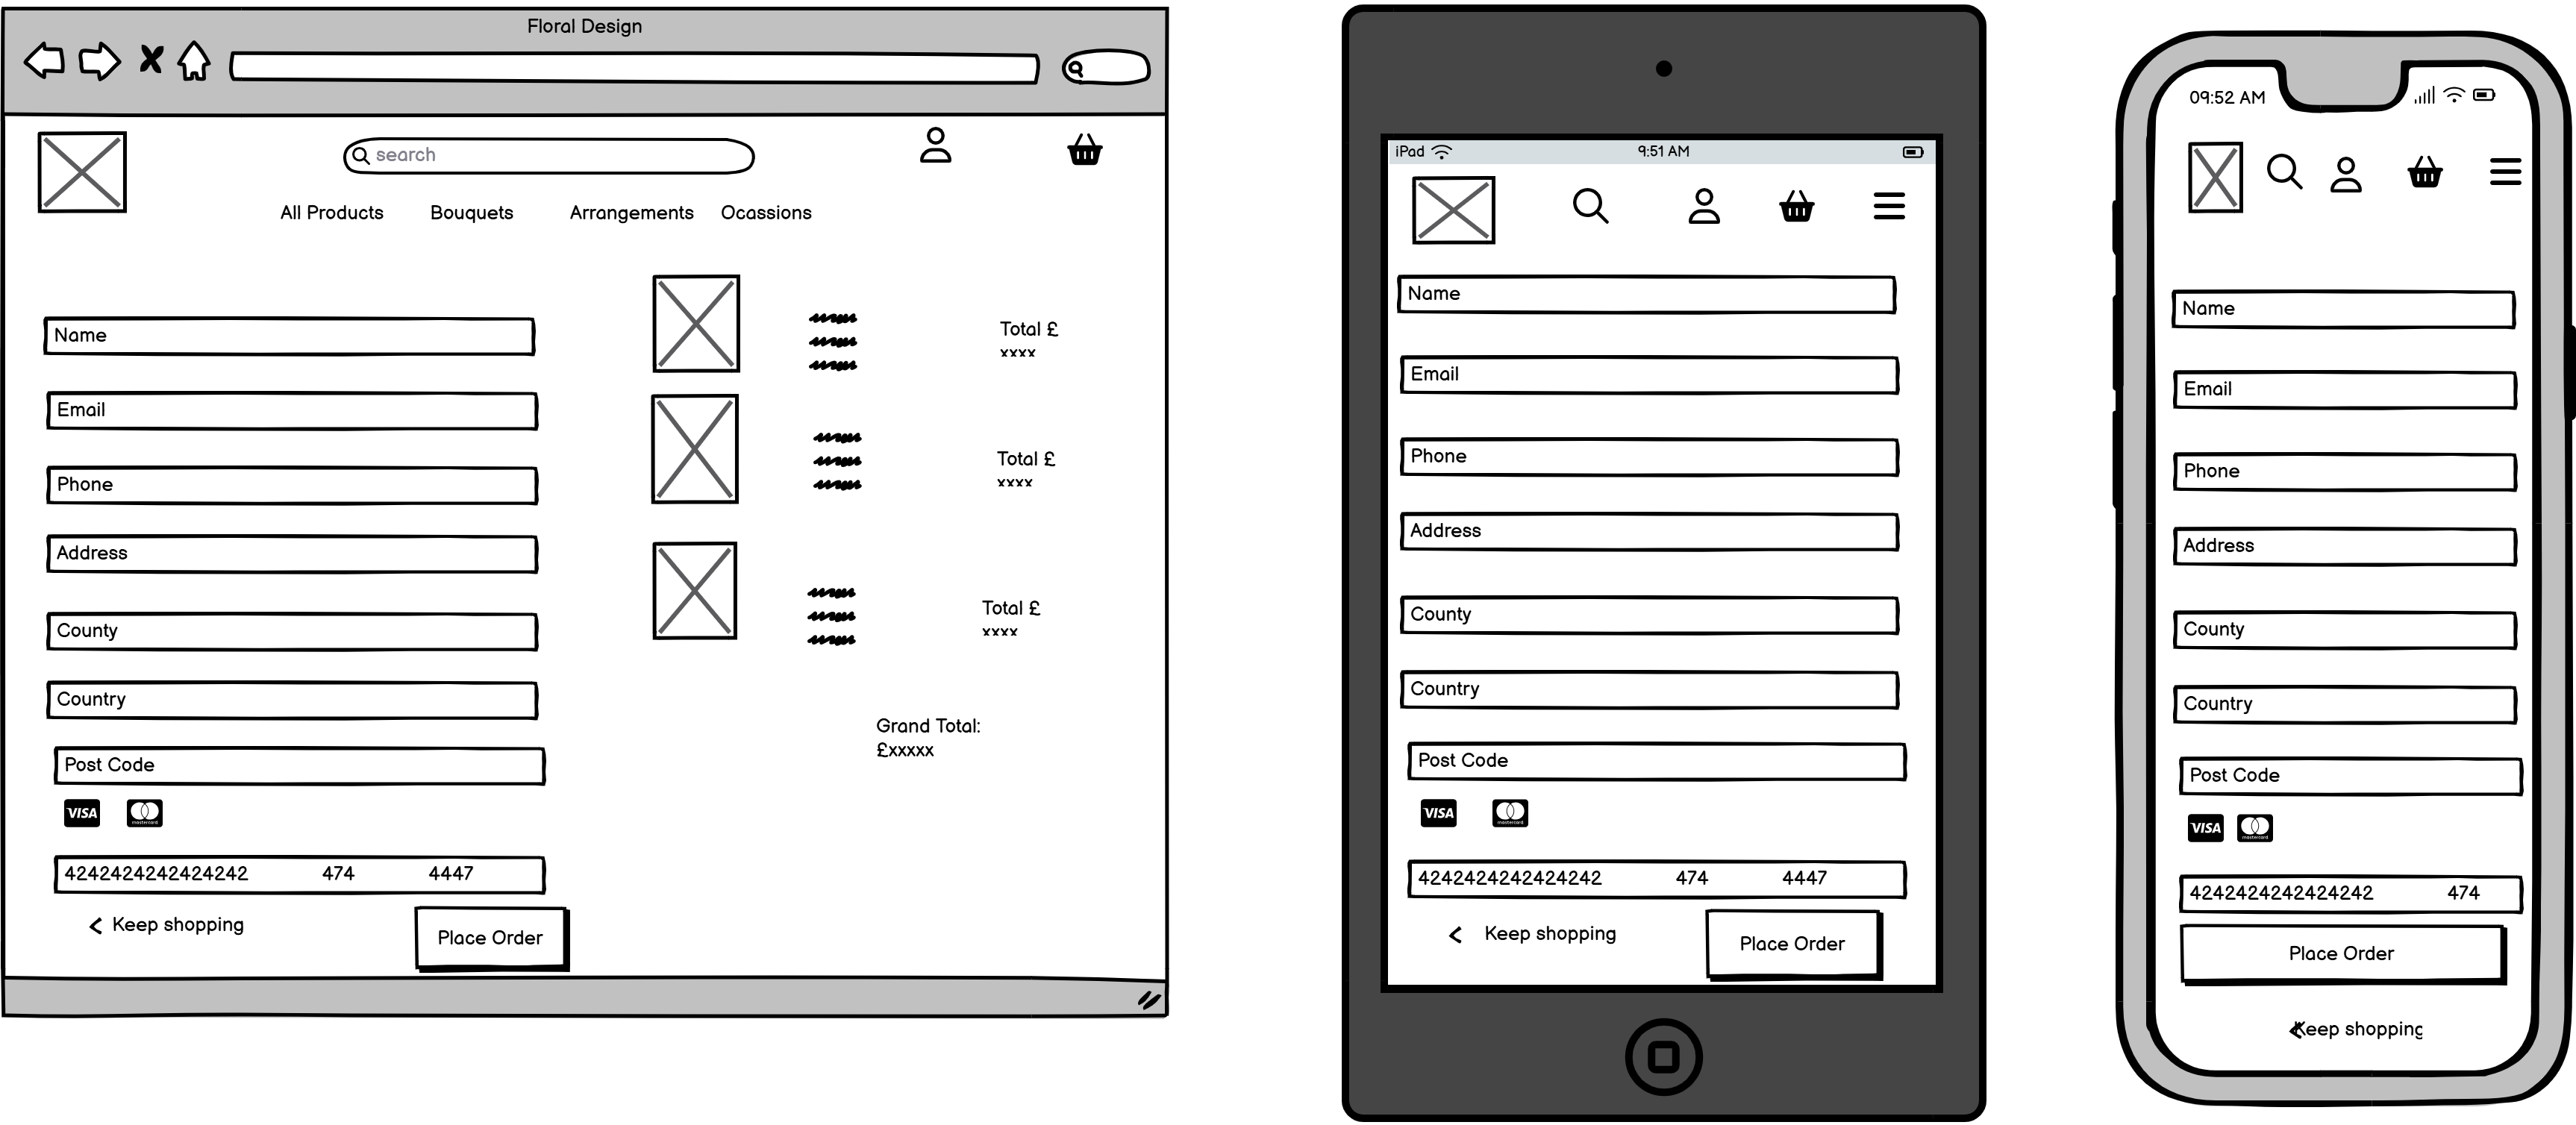 Floral Design
search
All Products Bouquets Arrangements Ocassions
Name
Email
Phone
Address
County
Country
Post Code
VISA mastercard
4242424242424242 474 4447
Keep shopping
Place Order
Total £
xxxx
Total £
xxxx
Total £
xxxx
Grand Total:
£xxxxx
iPad 9:51 AM
Name
Email
Phone
Address
County
Country
Post Code
VISA mastercard
4242424242424242 474 4447
Keep shopping
Place Order
09:52 AM
Name
Email
Phone
Address
County
Country
Post Code
VISA mastercard
4242424242424242 474
Place Order
Keep shopping